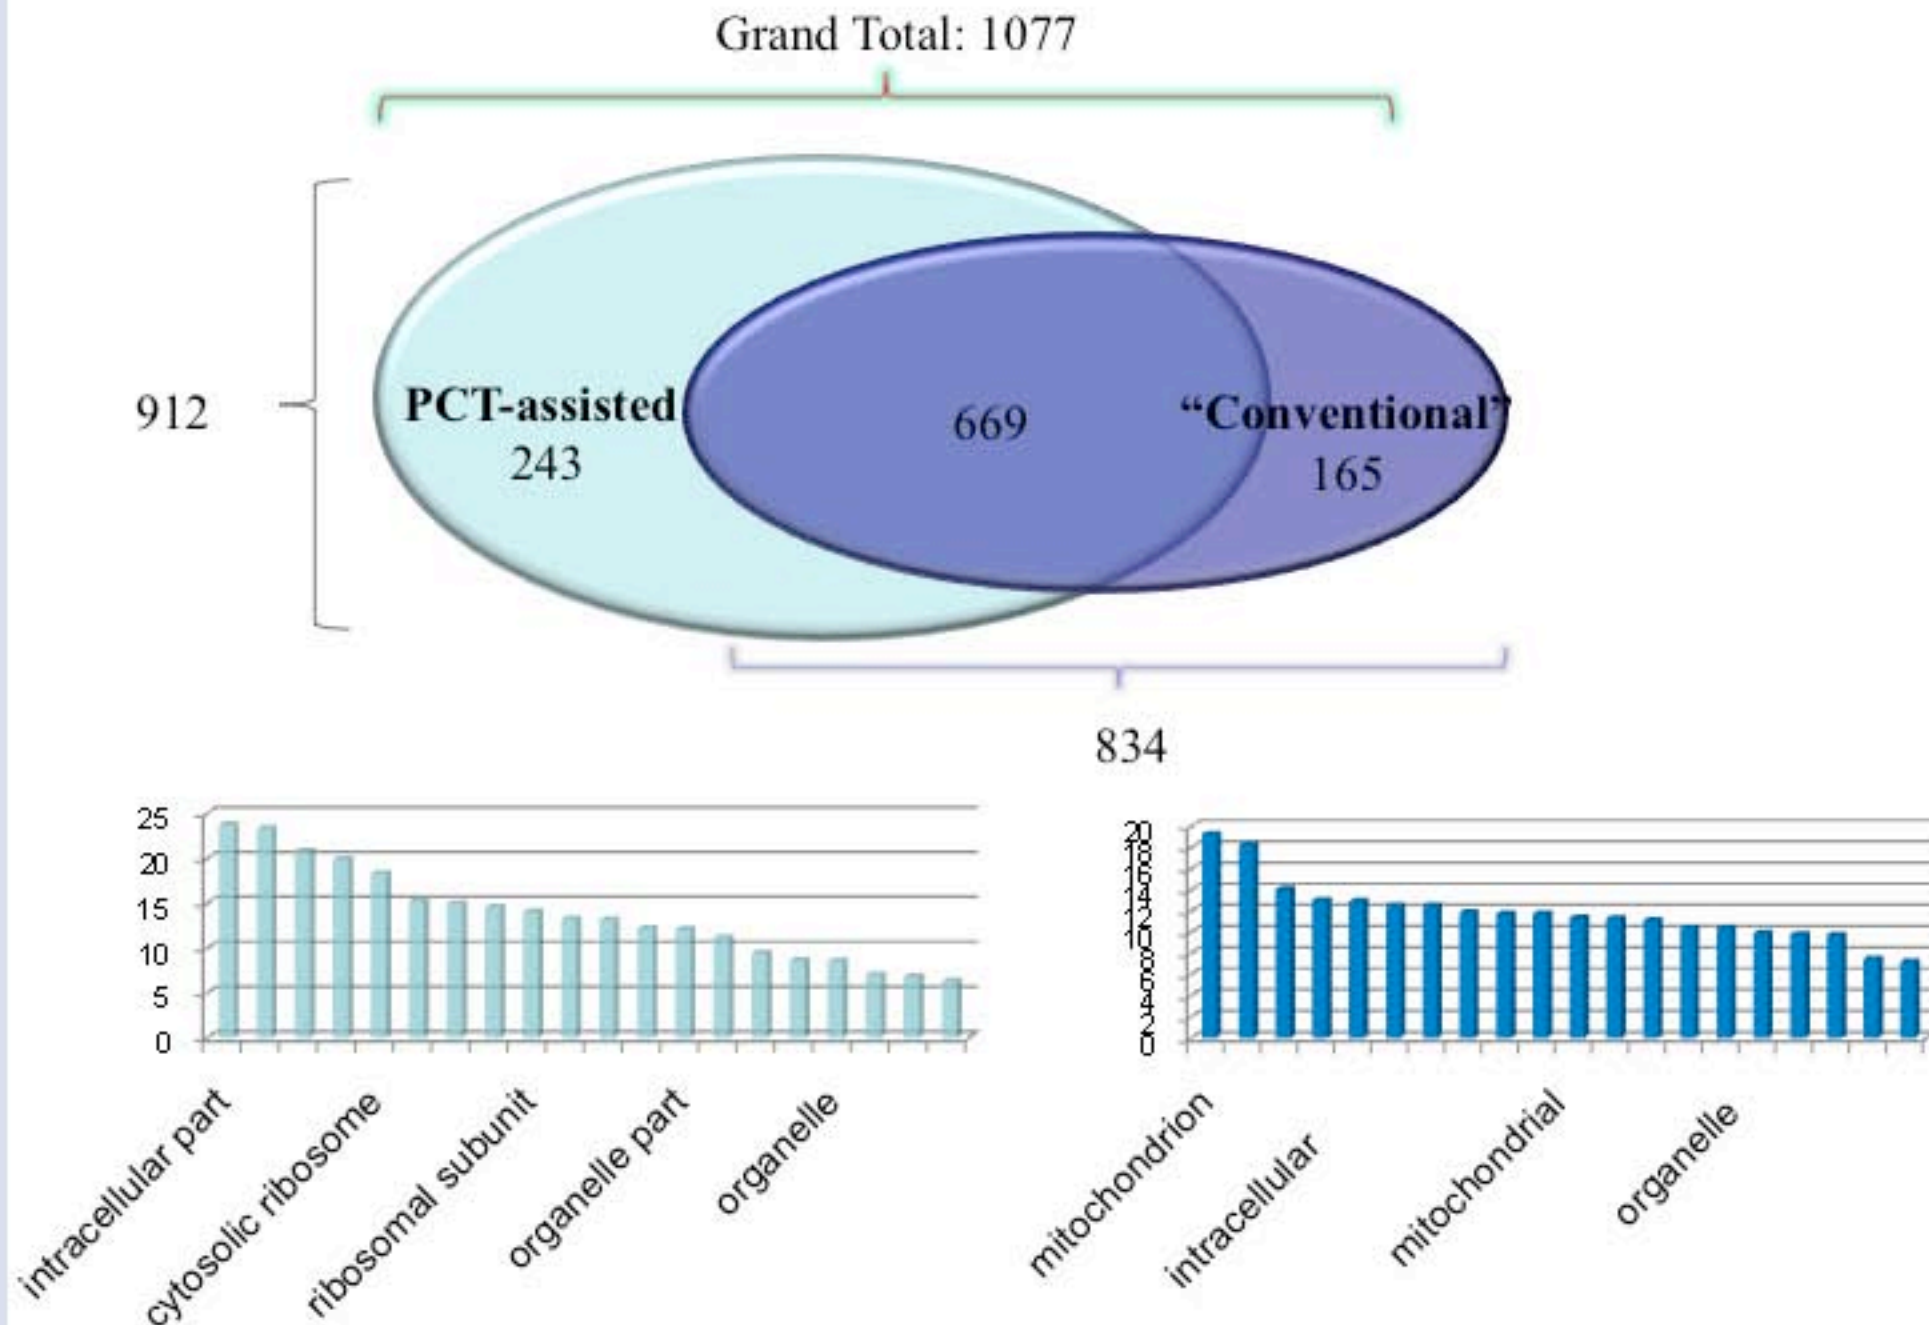 Grand Total: 1077
912
PCT-assisted
243
669
“Conventional”
165
834
25
20
15
10
5
0
intracellular part
cytosolic ribosome
ribosomal subunit
organelle part
organelle
20
18
16
14
12
10
8
6
4
2
0
mitochondrion
intracellular
mitochondrial
organelle